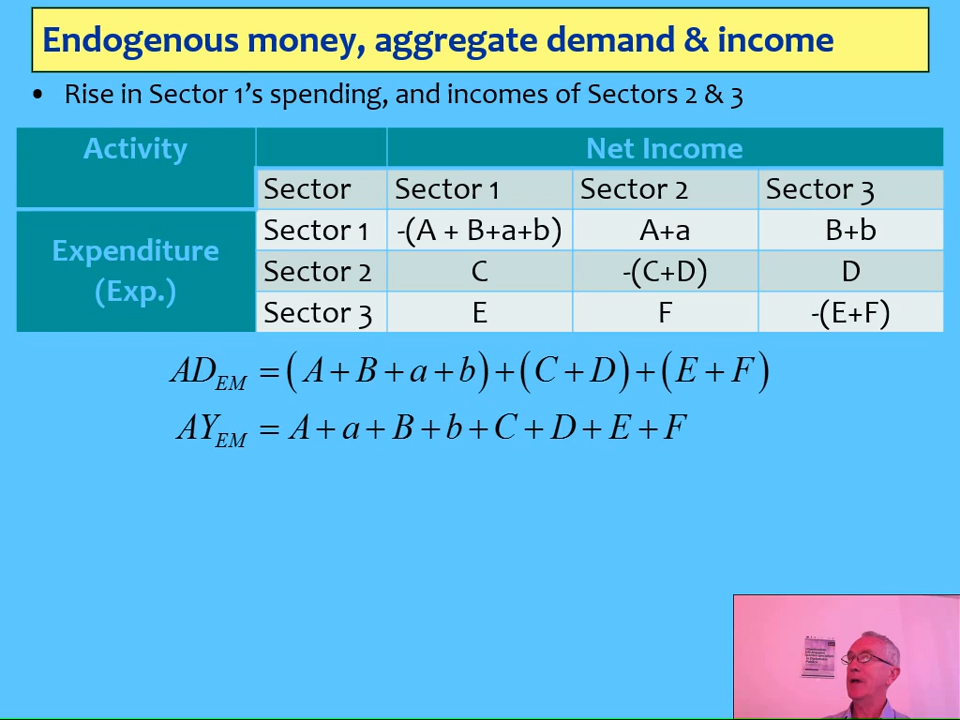 Endogenous money, aggregate demand & income
• Rise in Sector 1's spending, and incomes of Sectors 2 & 3
Activity Net Income
Sector Sector 1 Sector 2 Sector 3
Expenditure (Exp.)
Sector 1 -(A + B+a+b) A+a B+b
Sector 2 C -(C+D) D
Sector 3 E F -(E+F)
AD_EM = (A + B + a + b) + (C + D) + (E + F)
AY_EM = A + a + B + b + C + D + E + F